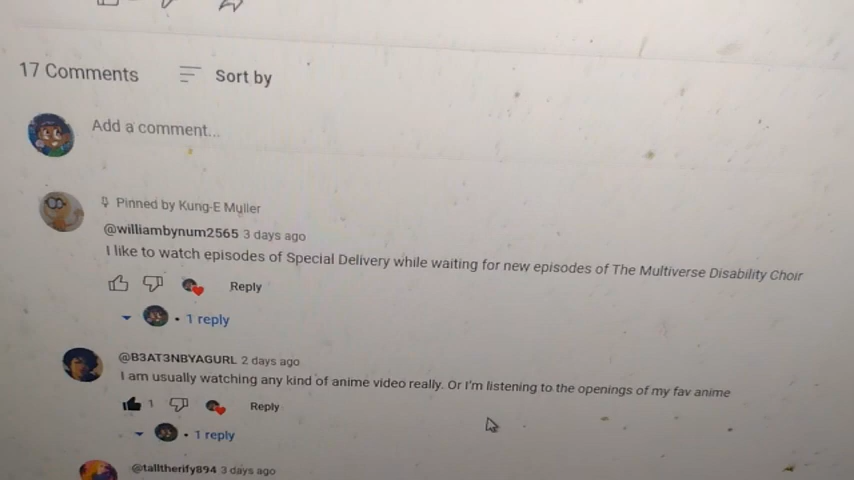 17 Comments Sort by
Add a comment...
Pinned by Kung-E Muller
@williambynum2565 3 days ago
I like to watch episodes of Special Delivery while waiting for new episodes of The Multiverse Disability Choir
Reply
1 reply
@B3AT3NBYAGURL 2 days ago
I am usually watching any kind of anime video really. Or I'm listening to the openings of my fav anime
1 Reply
1 reply
@talltherify894 3 days ago